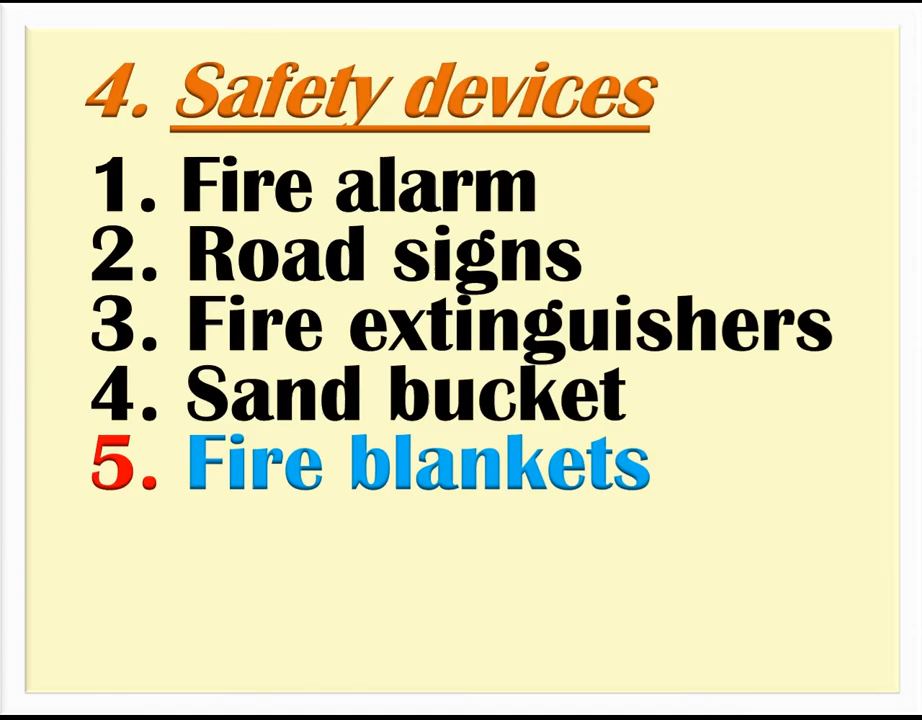 4. Safety devices
1. Fire alarm
2. Road signs
3. Fire extinguishers
4. Sand bucket
5. Fire blankets